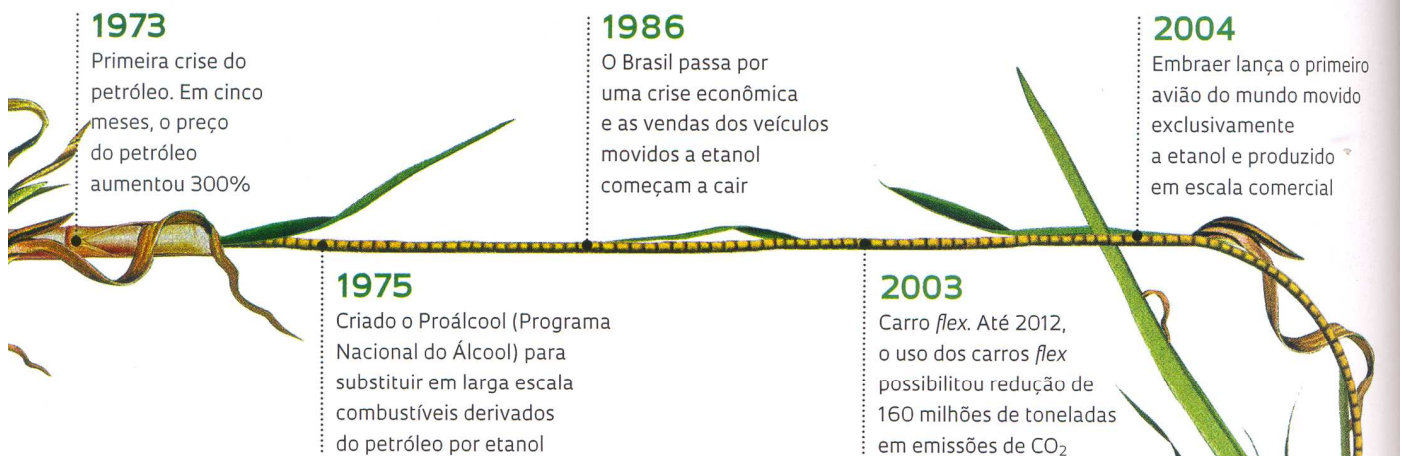 1973
Primeira crise do
petróleo. Em cinco
meses, o preço
do petróleo
aumentou 300%
1975
Criado o Proálcool (Programa
Nacional do Álcool) para
substituir em larga escala
combustíveis derivados
do petróleo por etanol
1986
O Brasil passa por
uma crise econômica
e as vendas dos veículos
movidos a etanol
começam a cair
2003
Carro flex. Até 2012,
o uso dos carros flex
possibilitou redução de
160 milhões de toneladas
em emissões de CO₂
2004
Embraer lança o primeiro
avião do mundo movido
exclusivamente
a etanol e produzido
em escala comercial